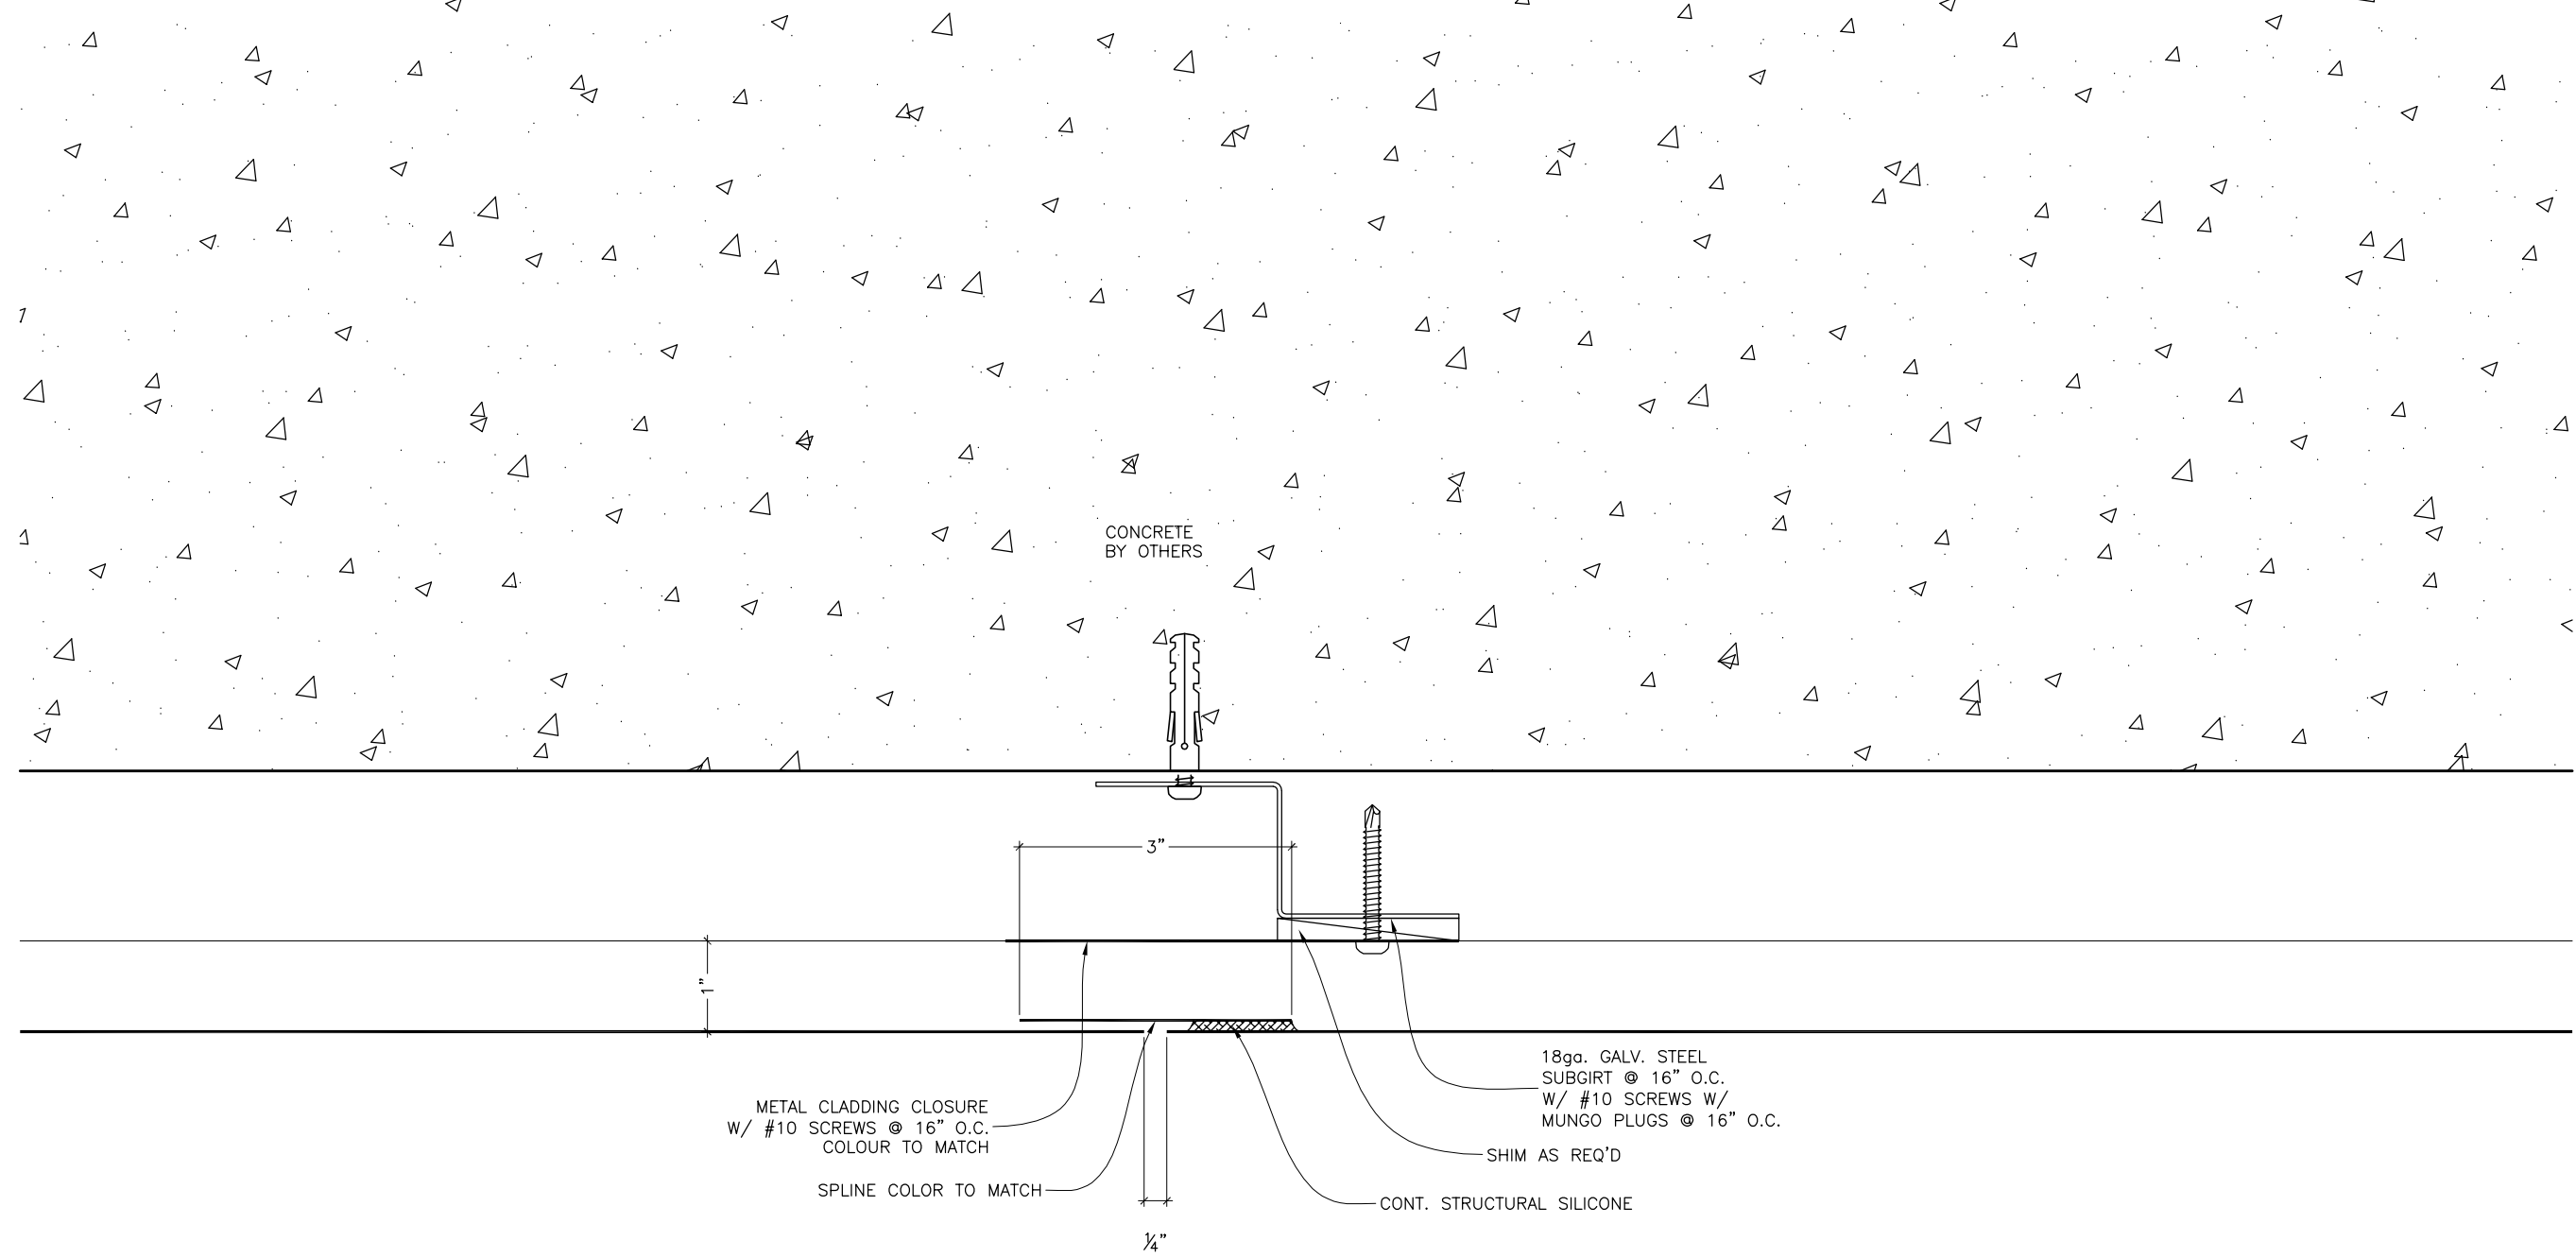 CONCRETE
BY OTHERS
3"
1"
18ga. GALV. STEEL
SUBGIRT @ 16" O.C.
W/ #10 SCREWS W/
MUNGO PLUGS @ 16" O.C.
METAL CLADDING CLOSURE
W/ #10 SCREWS @ 16" O.C.
COLOUR TO MATCH
SHIM AS REQ'D
SPLINE COLOR TO MATCH
CONT. STRUCTURAL SILICONE
¼"